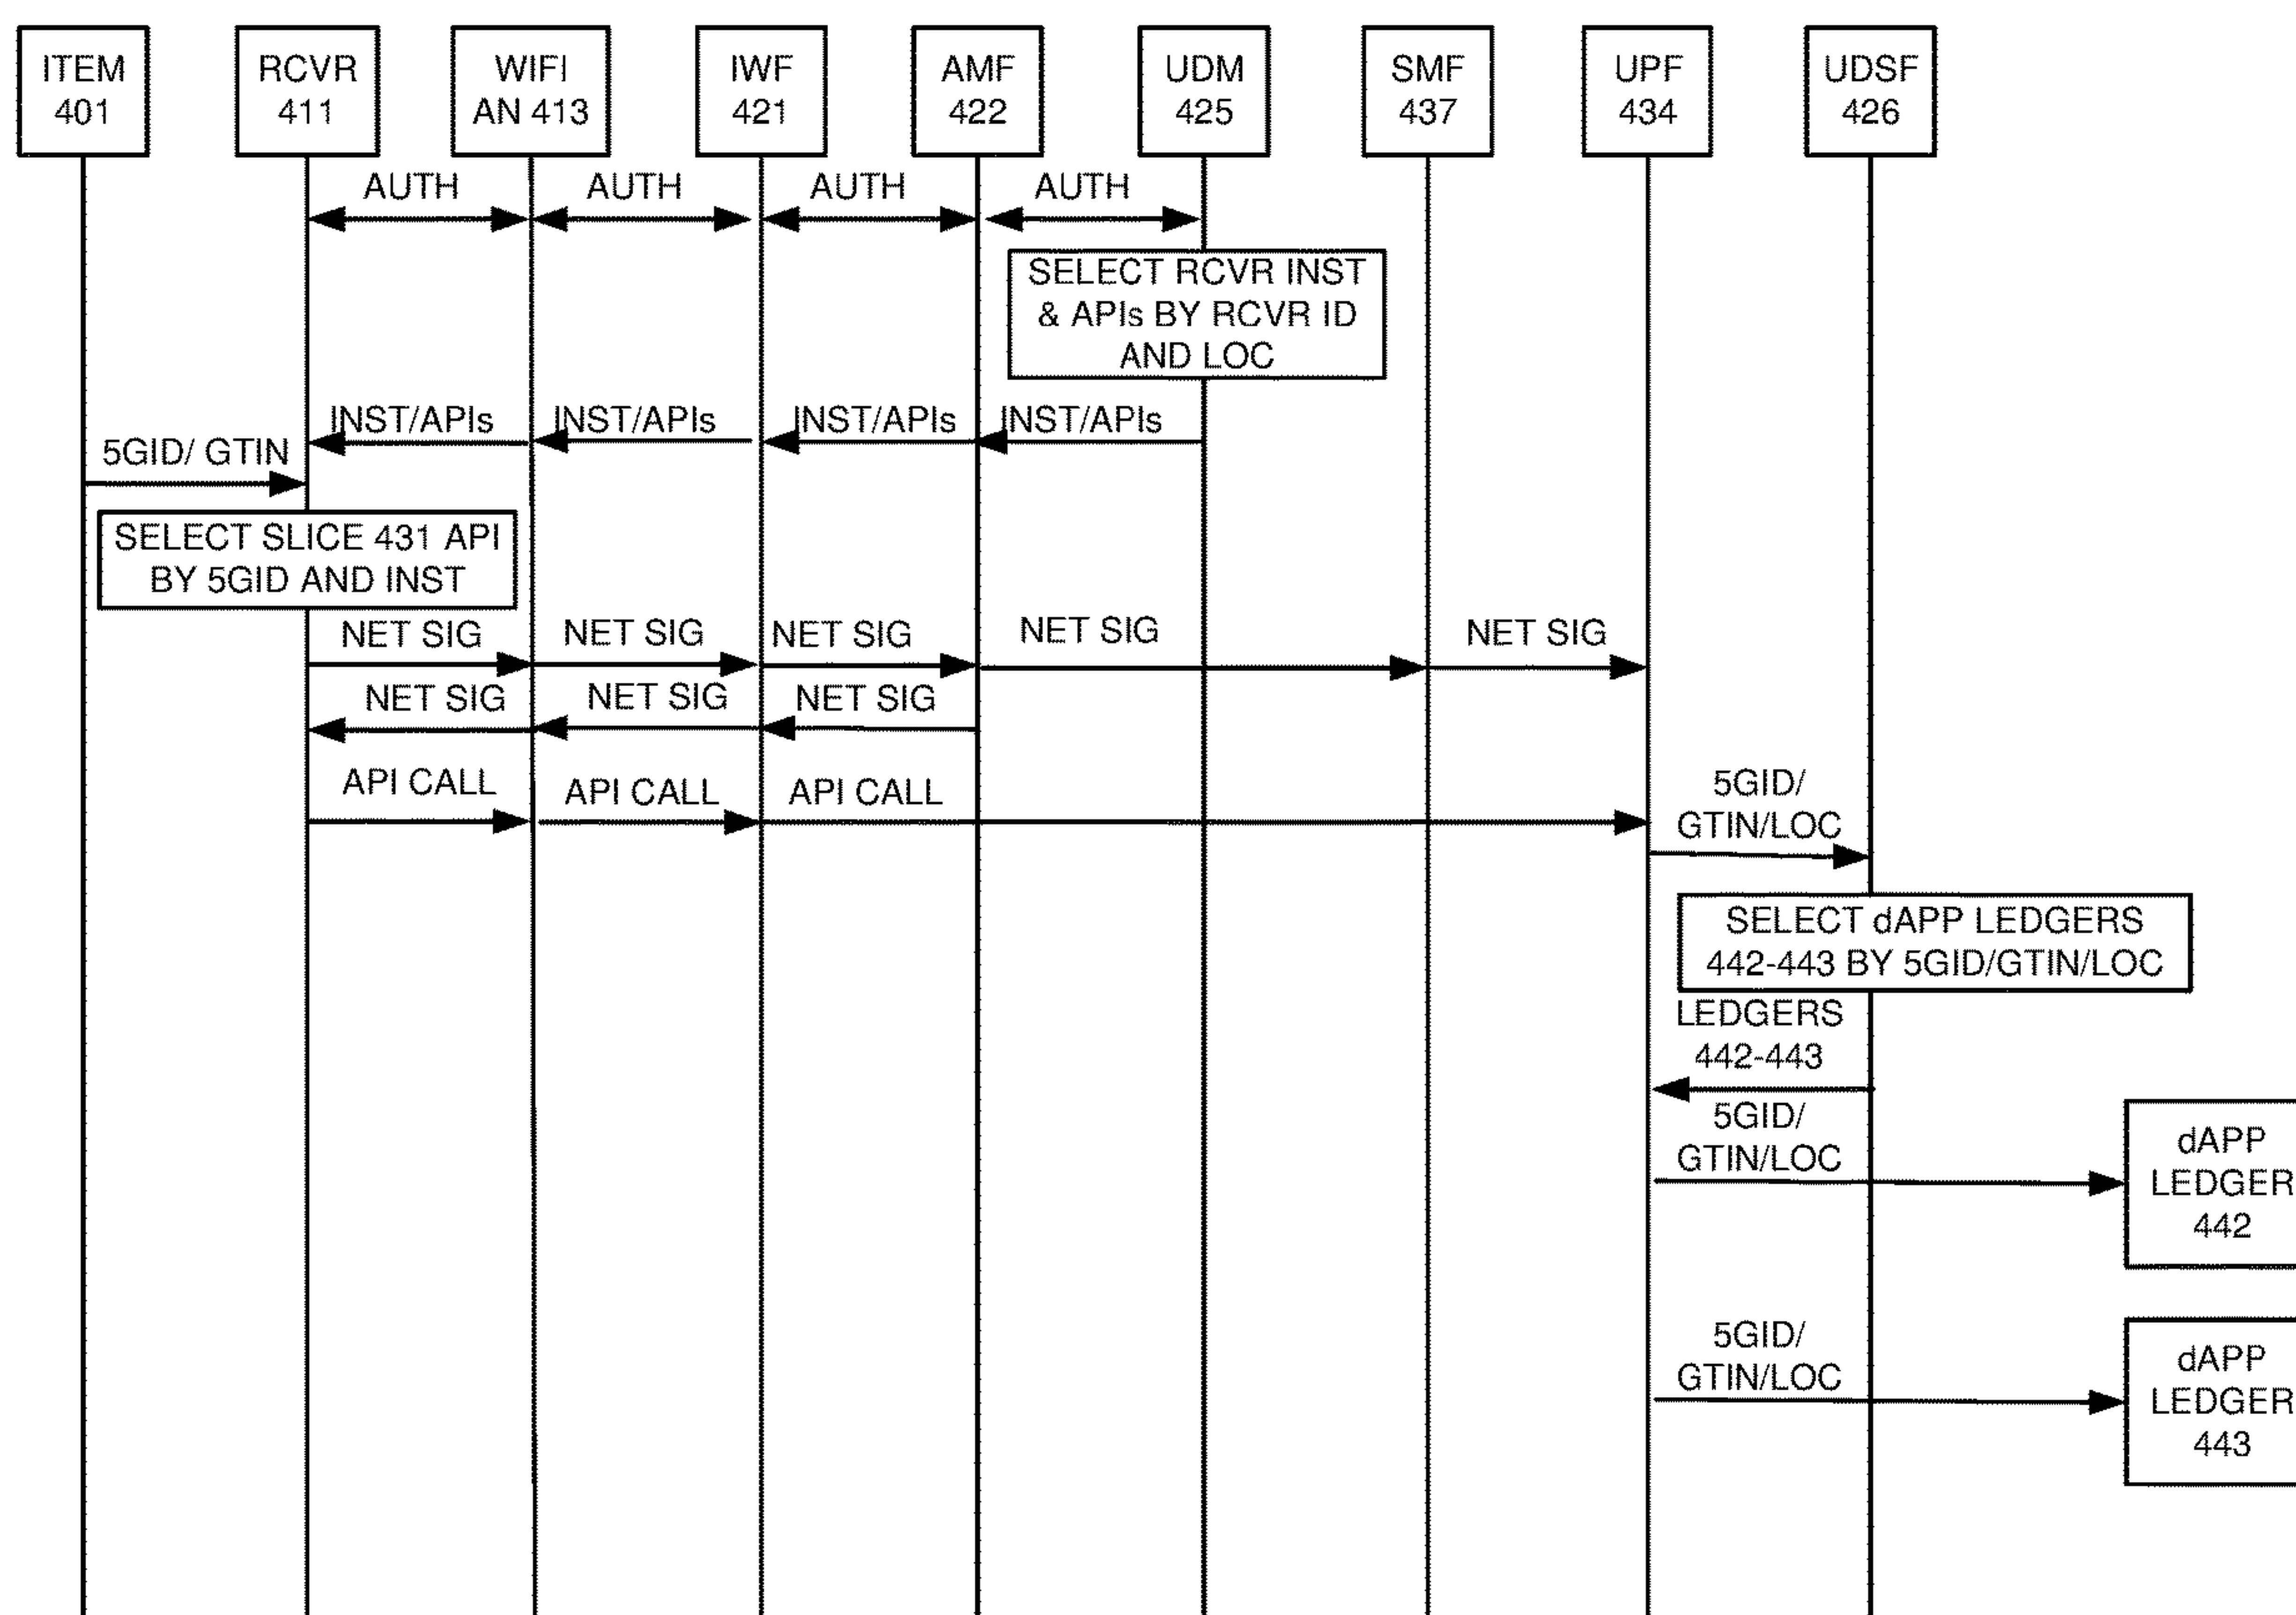 ITEM
401
RCVR
411
WIFI
AN 413
IWF
421
AMF
422
UDM
425
SMF
437
UPF
434
UDSF
426
AUTH
AUTH
AUTH
AUTH
SELECT RCVR INST
& APIs BY RCVR ID
AND LOC
INST/APIs
INST/APIs
INST/APIs
INST/APIs
5GID/ GTIN
SELECT SLICE 431 API
BY 5GID AND INST
NET SIG
NET SIG
NET SIG
NET SIG
NET SIG
NET SIG
NET SIG
NET SIG
API CALL
API CALL
API CALL
5GID/
GTIN/LOC
SELECT dAPP LEDGERS
442-443 BY 5GID/GTIN/LOC
LEDGERS
442-443
5GID/
GTIN/LOC
dAPP
LEDGER
442
5GID/
GTIN/LOC
dAPP
LEDGER
443